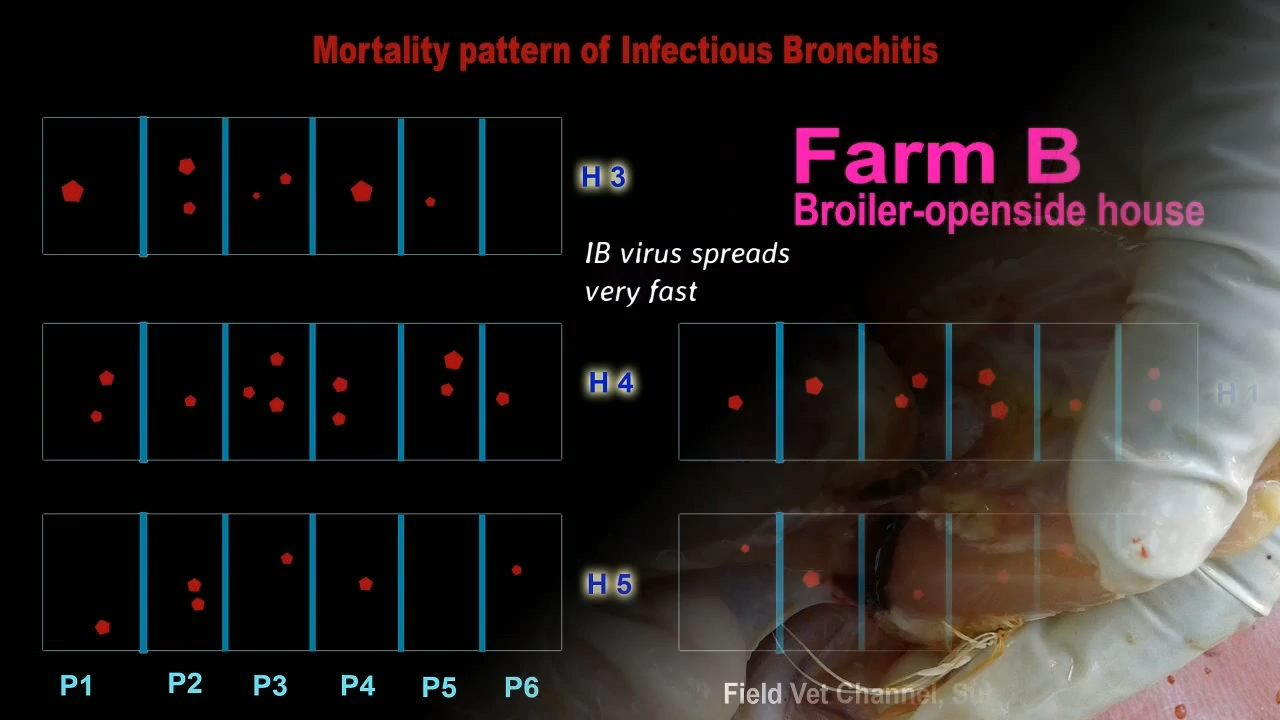 Mortality pattern of Infectious Bronchitis
Farm B
Broiler-openside house
H 3
IB virus spreads
very fast
H 4
H 1
H 5
P1 P2 P3 P4 P5 P6
Field Vet Channel,